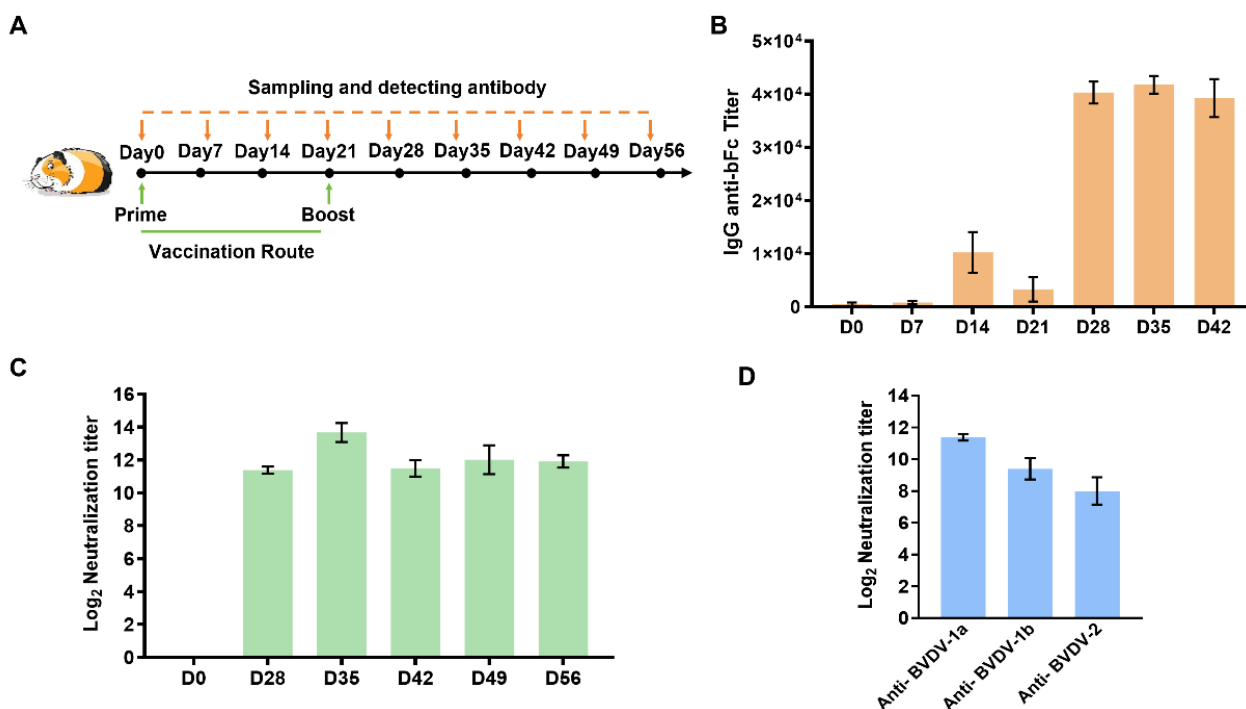 A
Sampling and detecting antibody
Day0 Day7 Day14 Day21 Day28 Day35 Day42 Day49 Day56
Prime Boost
Vaccination Route
B
IgG anti-bFc Titer
5×10⁴
4×10⁴
3×10⁴
2×10⁴
1×10⁴
0
D0 D7 D14 D21 D28 D35 D42
C
Log₂ Neutralization titer
16
14
12
10
8
6
4
2
0
D0 D28 D35 D42 D49 D56
D
Log₂ Neutralization titer
14
12
10
8
6
4
2
0
Anti- BVDV-1a
Anti- BVDV-1b
Anti- BVDV-2